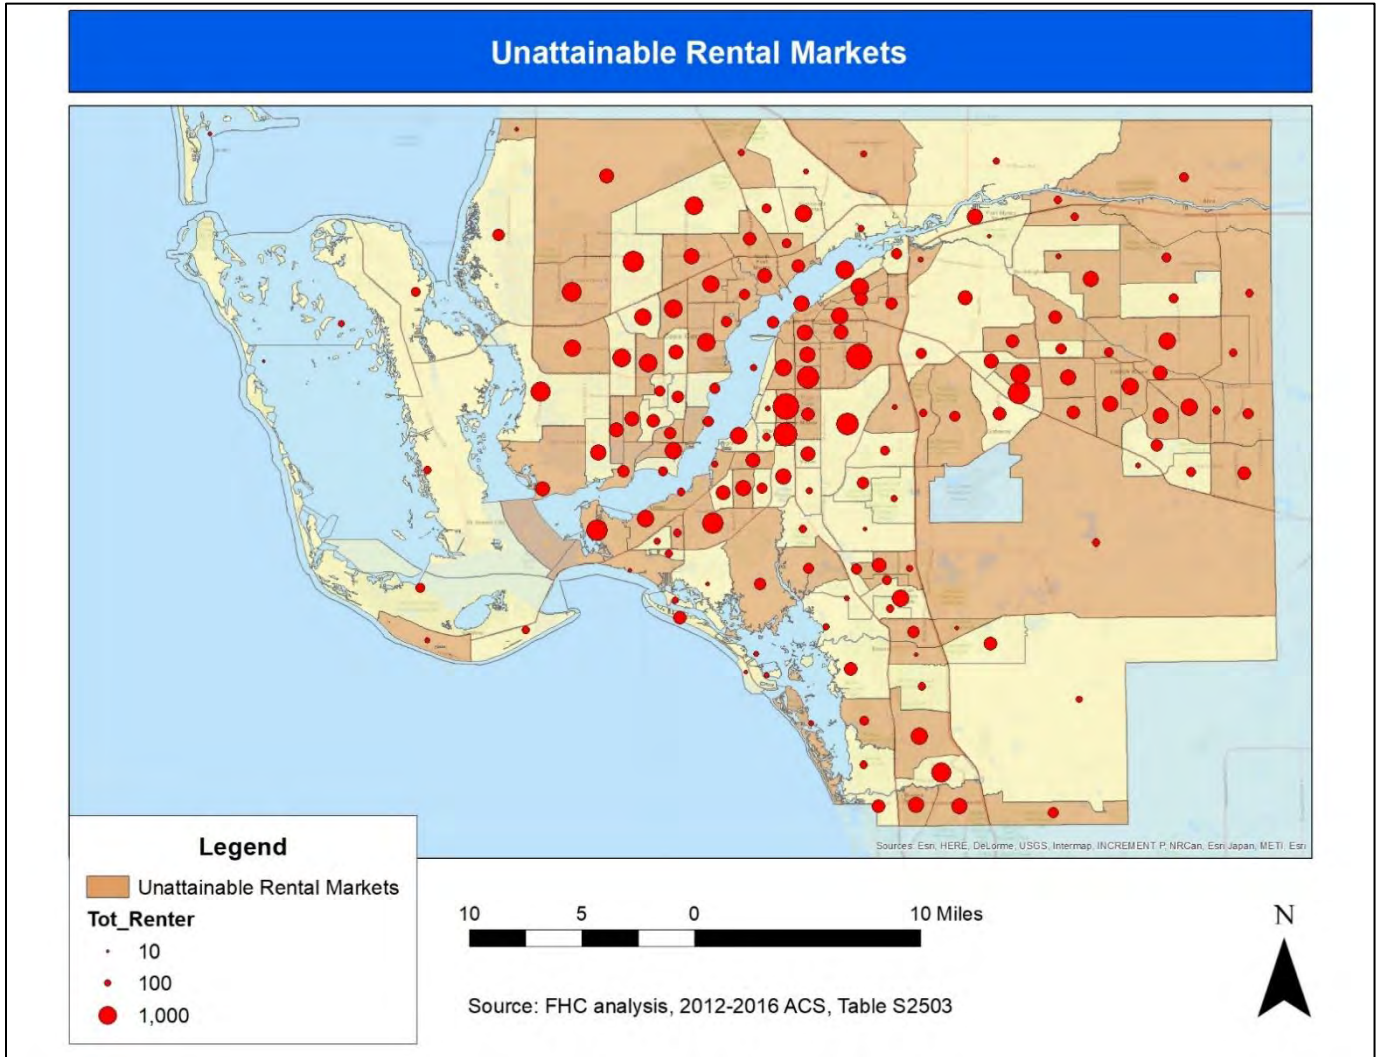 Unattainable Rental Markets
Sources: Esri, HERE, DeLorme, USGS, Intermap, INCREMENT P, NRCan, Esri Japan, METI, Esri
Legend
Unattainable Rental Markets
Tot_Renter
10
100
1,000
10 5 0 10 Miles
N
Source: FHC analysis, 2012-2016 ACS, Table S2503